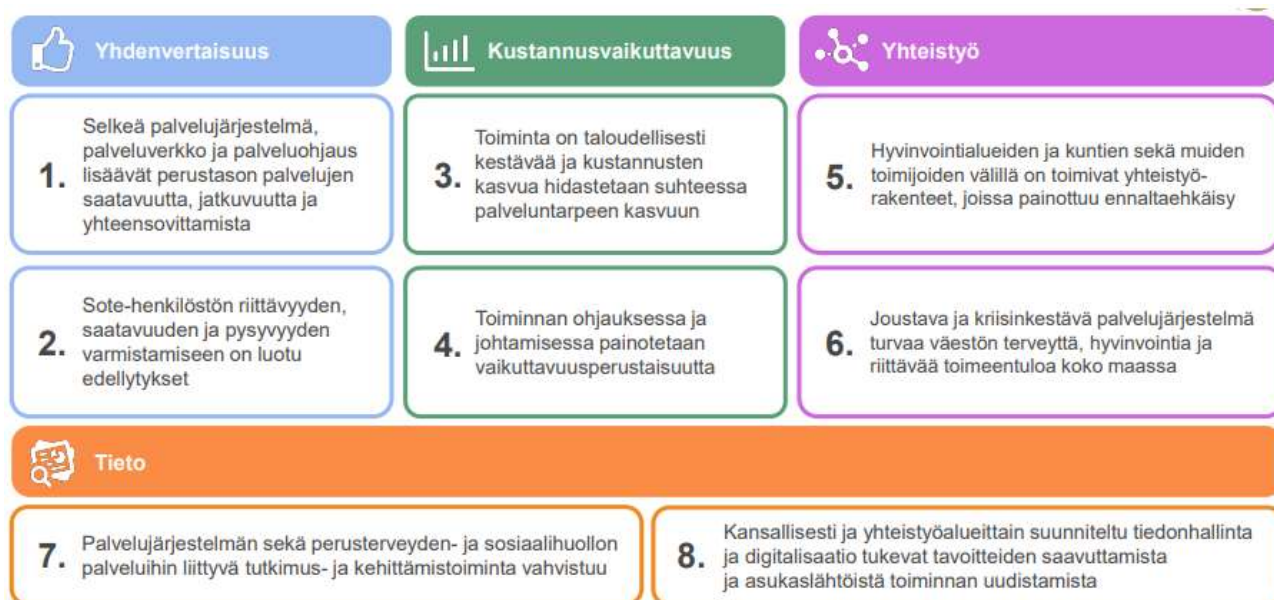 Yhdenvertaisuus
Kustannusvaikuttavuus
Yhteistyö
1.
Selkeä palvelujärjestelmä,
palveluverkko ja palveluohjaus
lisäävät perustason palvelujen
saatavuutta, jatkuvuutta ja
yhteensovittamista
3.
Toiminta on taloudellisesti
kestävää ja kustannusten
kasvua hidastetaan suhteessa
palveluntarpeen kasvuun
5.
Hyvinvointialueiden ja kuntien sekä muiden
toimijoiden välillä on toimivat yhteistyö-
rakenteet, joissa painottuu ennaltaehkäisy
2.
Sote-henkilöstön riittävyyden,
saatavuuden ja pysyvyyden
varmistamiseen on luotu
edellytykset
4.
Toiminnan ohjauksessa ja
johtamisessa painotetaan
vaikuttavuusperustaisuutta
6.
Joustava ja kriisinkestävä palvelujärjestelmä
turvaa väestön terveyttä, hyvinvointia ja
riittävää toimeentuloa koko maassa
Tieto
7.
Palvelujärjestelmän sekä perusterveyden- ja sosiaalihuollon
palveluihin liittyvä tutkimus- ja kehittämistoiminta vahvistuu
8.
Kansallisesti ja yhteistyöalueittain suunniteltu tiedonhallinta
ja digitalisaatio tukevat tavoitteiden saavuttamista
ja asukaslähtöistä toiminnan uudistamista